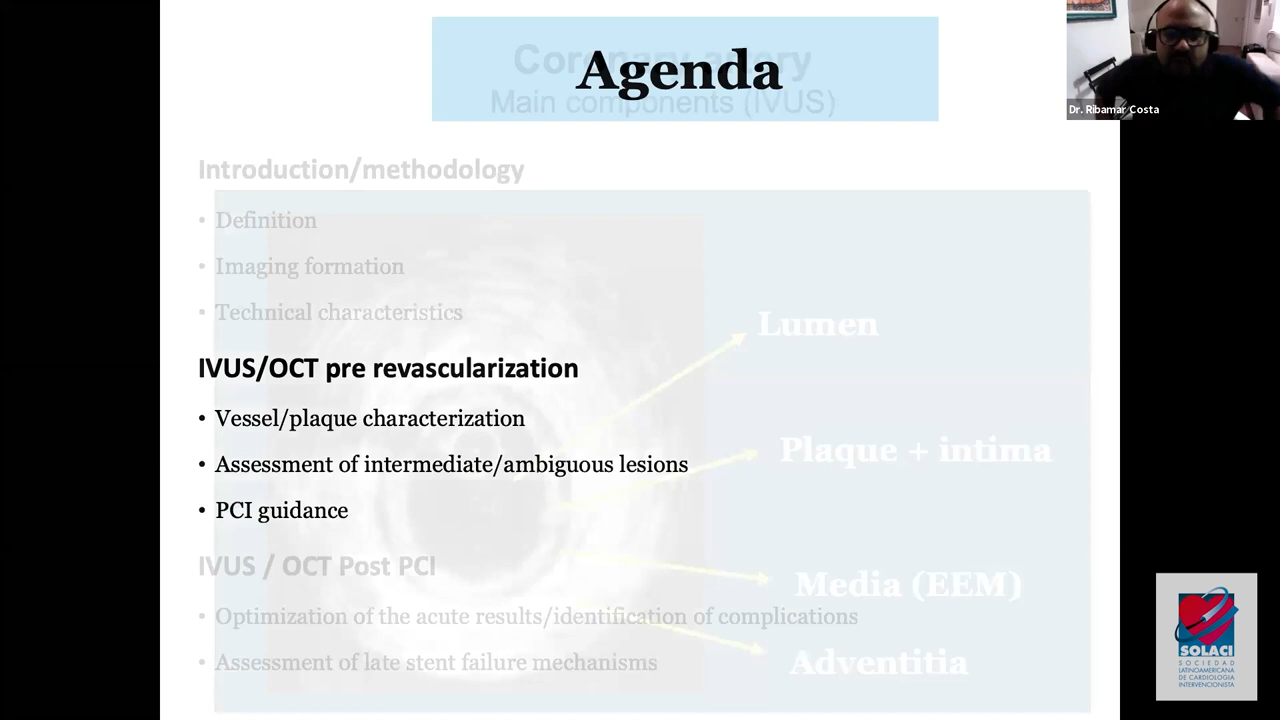 Coronary artery
Agenda
Main components (IVUS)
Dr. Ribamar Costa
Introduction/methodology
• Definition
• Imaging formation
• Technical characteristics
IVUS/OCT pre revascularization
• Vessel/plaque characterization
• Assessment of intermediate/ambiguous lesions
• PCI guidance
IVUS / OCT Post PCI
• Optimization of the acute results/identification of complications
• Assessment of late stent failure mechanisms
Lumen
Plaque + intima
Media (EEM)
Adventitia
SOLACI
SOCIEDAD
LATINOAMERICANA
DE CARDIOLOGIA
INTERVENCIONISTA